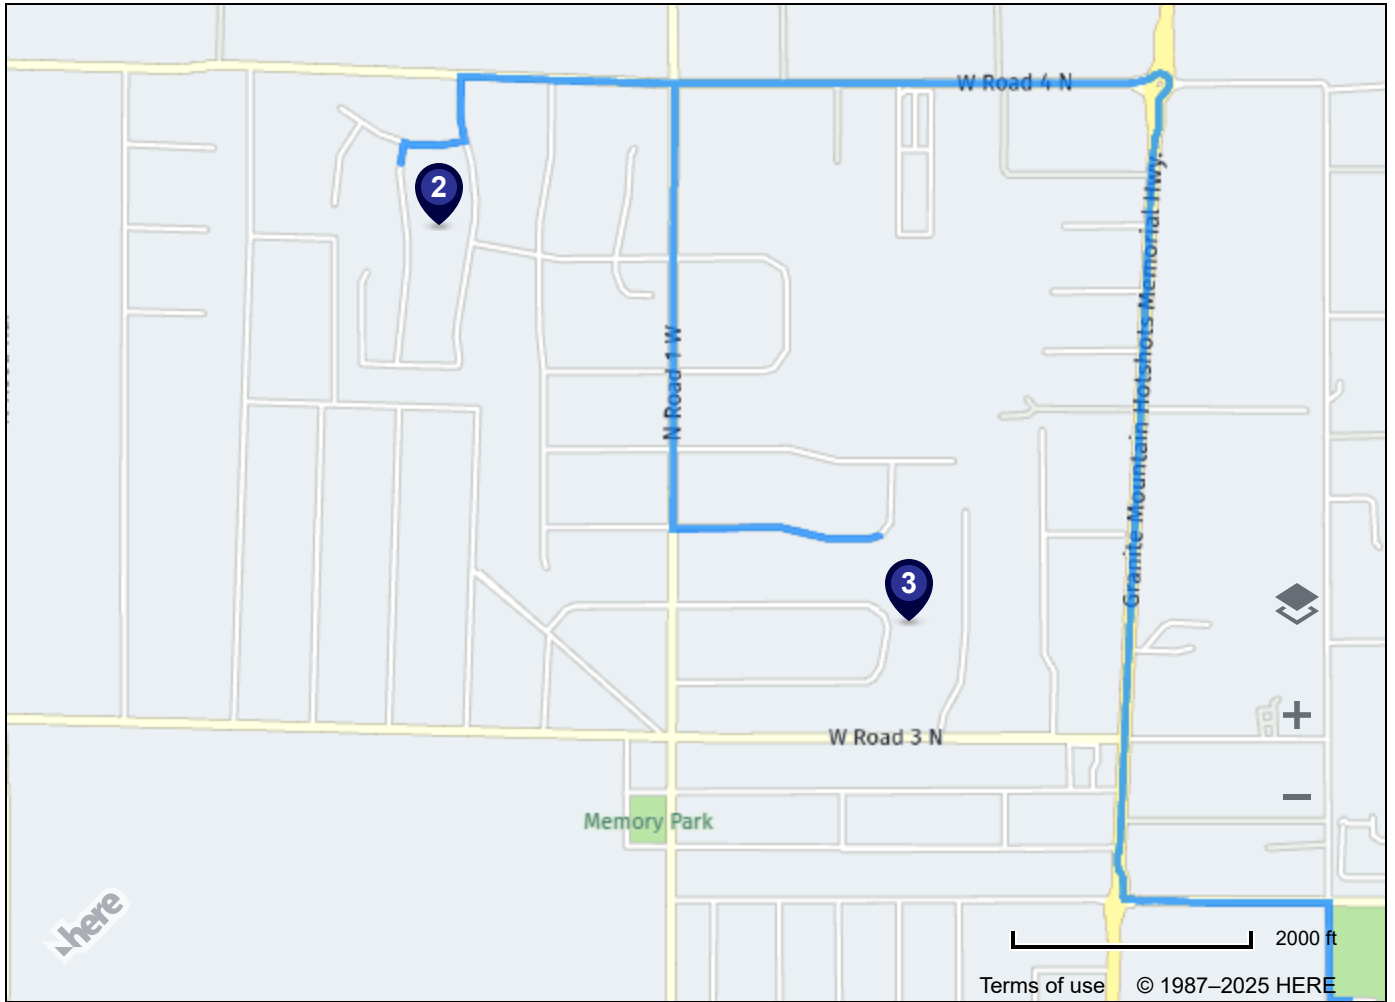 W Road 4 N
2
N Road 1 W
Granite Mountain Hotshots Memorial Hwy.
3
W Road 3 N
Memory Park
here
2000 ft
Terms of use © 1987–2025 HERE